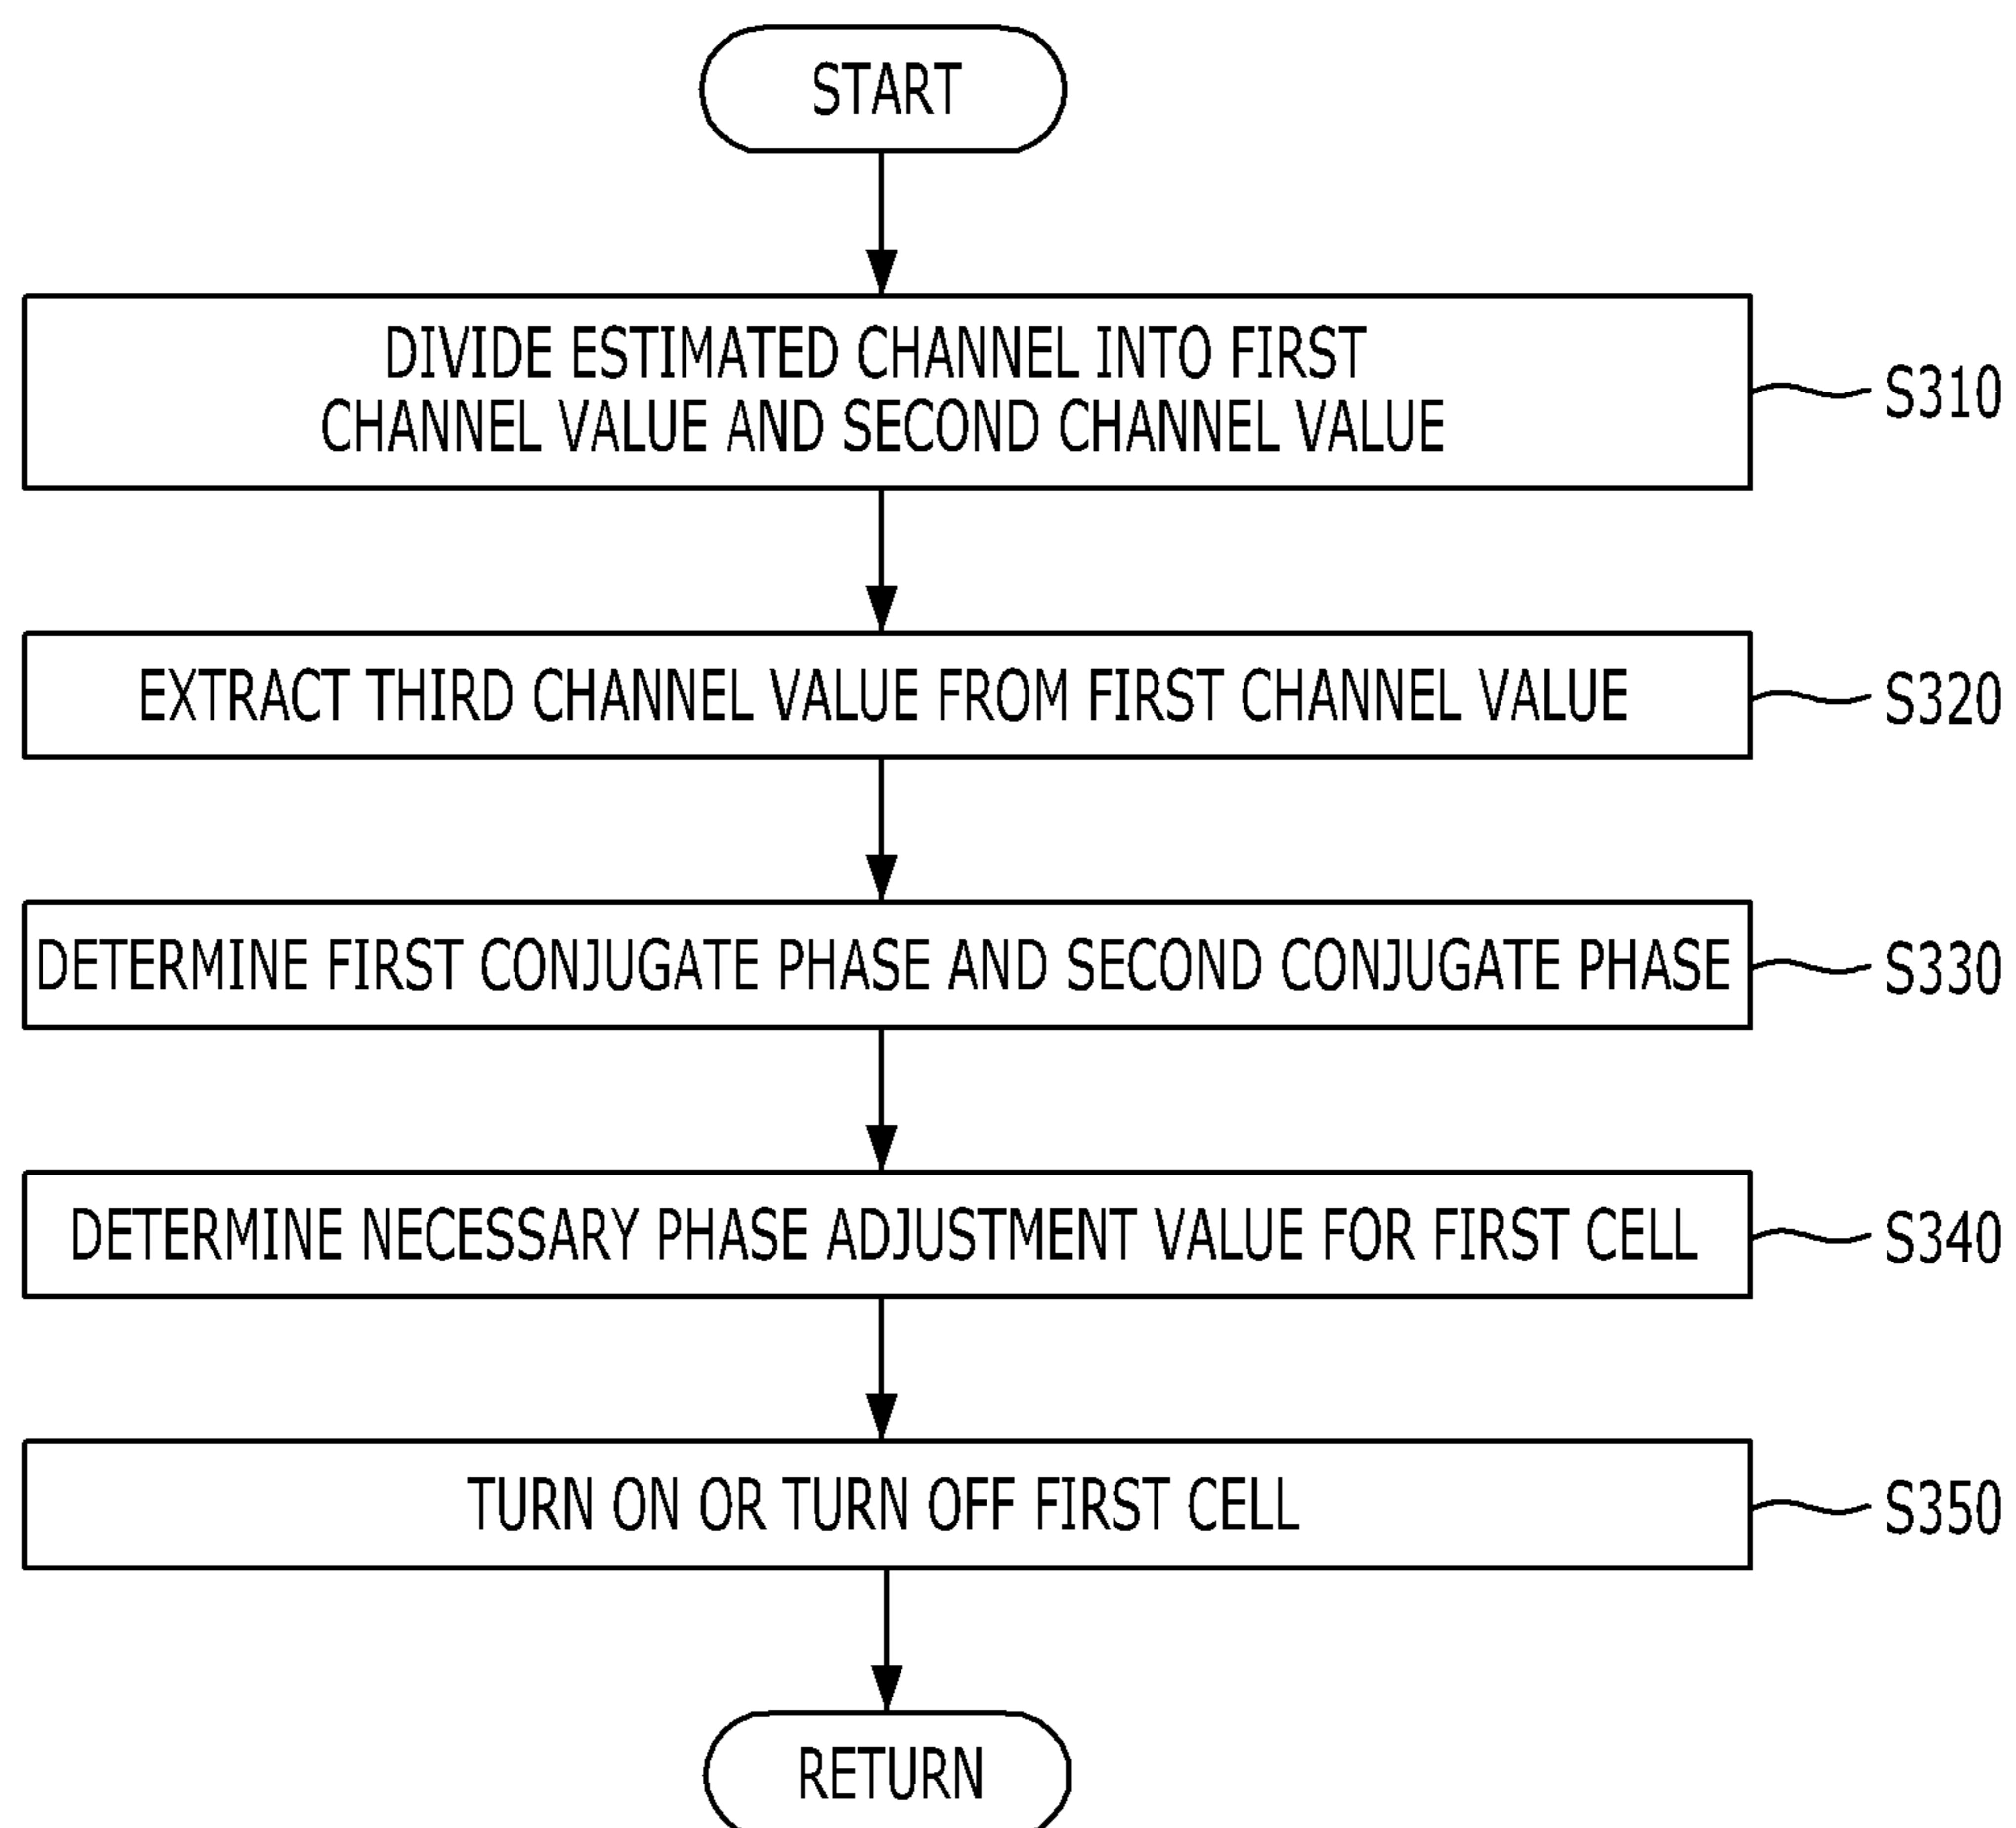 START
DIVIDE ESTIMATED CHANNEL INTO FIRST
CHANNEL VALUE AND SECOND CHANNEL VALUE
S310
EXTRACT THIRD CHANNEL VALUE FROM FIRST CHANNEL VALUE
S320
DETERMINE FIRST CONJUGATE PHASE AND SECOND CONJUGATE PHASE
S330
DETERMINE NECESSARY PHASE ADJUSTMENT VALUE FOR FIRST CELL
S340
TURN ON OR TURN OFF FIRST CELL
S350
RETURN